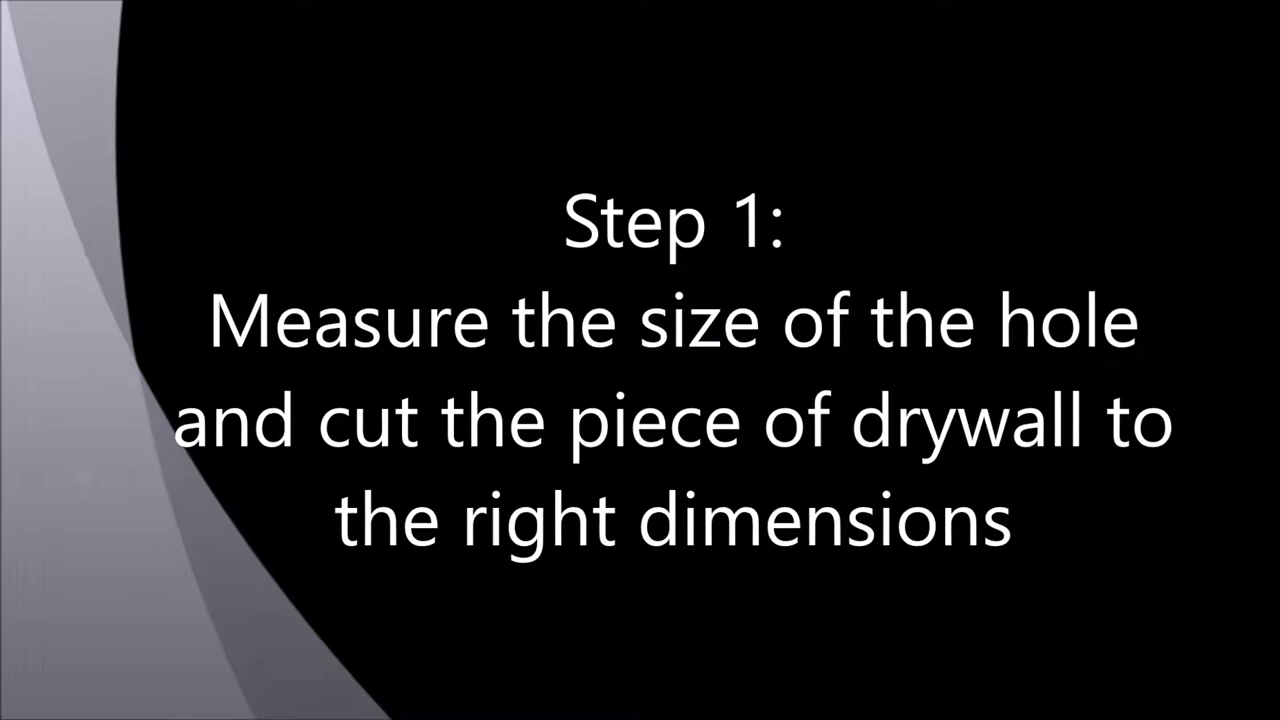 Step 1:
Measure the size of the hole
and cut the piece of drywall to
the right dimensions